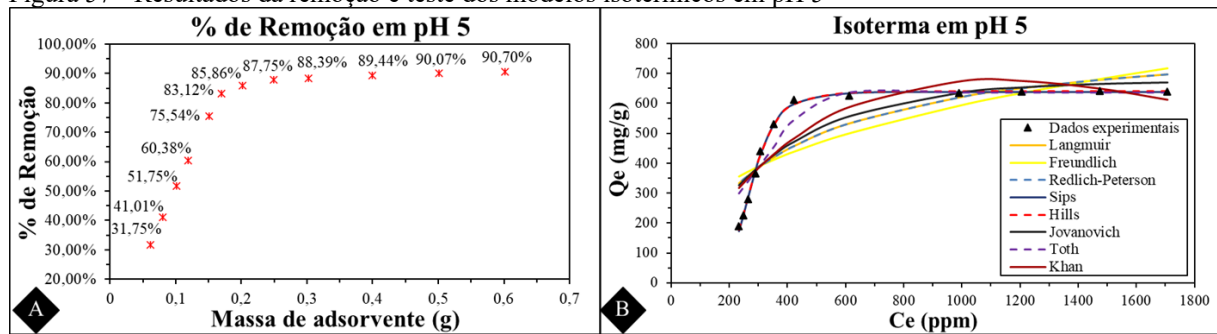 % de Remoção em pH 5
100,00%
90,00%
80,00%
70,00%
60,00%
50,00%
40,00%
30,00%
20,00%
% de Remoção
85,86% 87,75% 88,39% 89,44% 90,07% 90,70%
83,12%
75,54%
60,38%
51,75%
41,01%
31,75%
0 0,1 0,2 0,3 0,4 0,5 0,6 0,7
Massa de adsorvente (g)
A
Isoterma em pH 5
800
700
600
500
400
300
200
100
0
Qe (mg/g)
Dados experimentais
Langmuir
Freundlich
Redlich-Peterson
Sips
Hills
Jovanovich
Toth
Khan
0 200 400 600 800 1000 1200 1400 1600 1800
Ce (ppm)
B